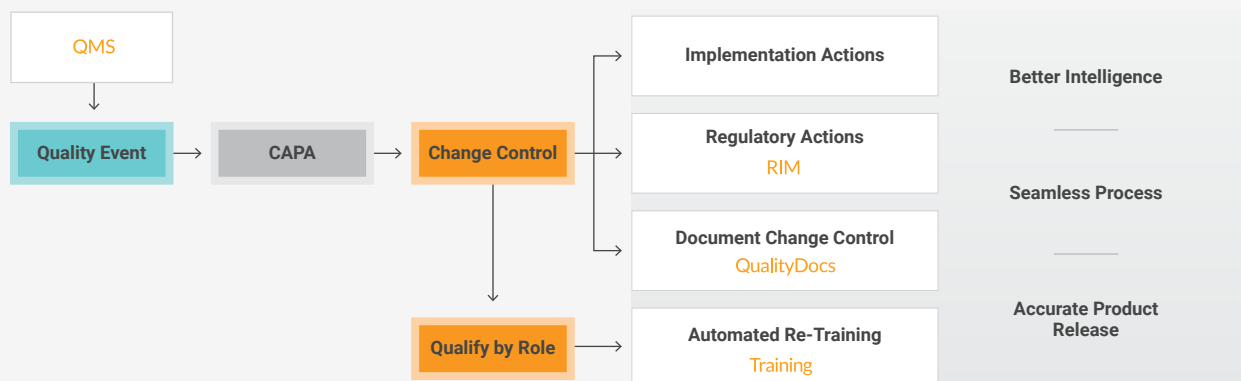 QMS
Quality Event
CAPA
Change Control
Qualify by Role
Implementation Actions
Regulatory Actions
RIM
Document Change Control
QualityDocs
Automated Re-Training
Training
Better Intelligence
Seamless Process
Accurate Product
Release